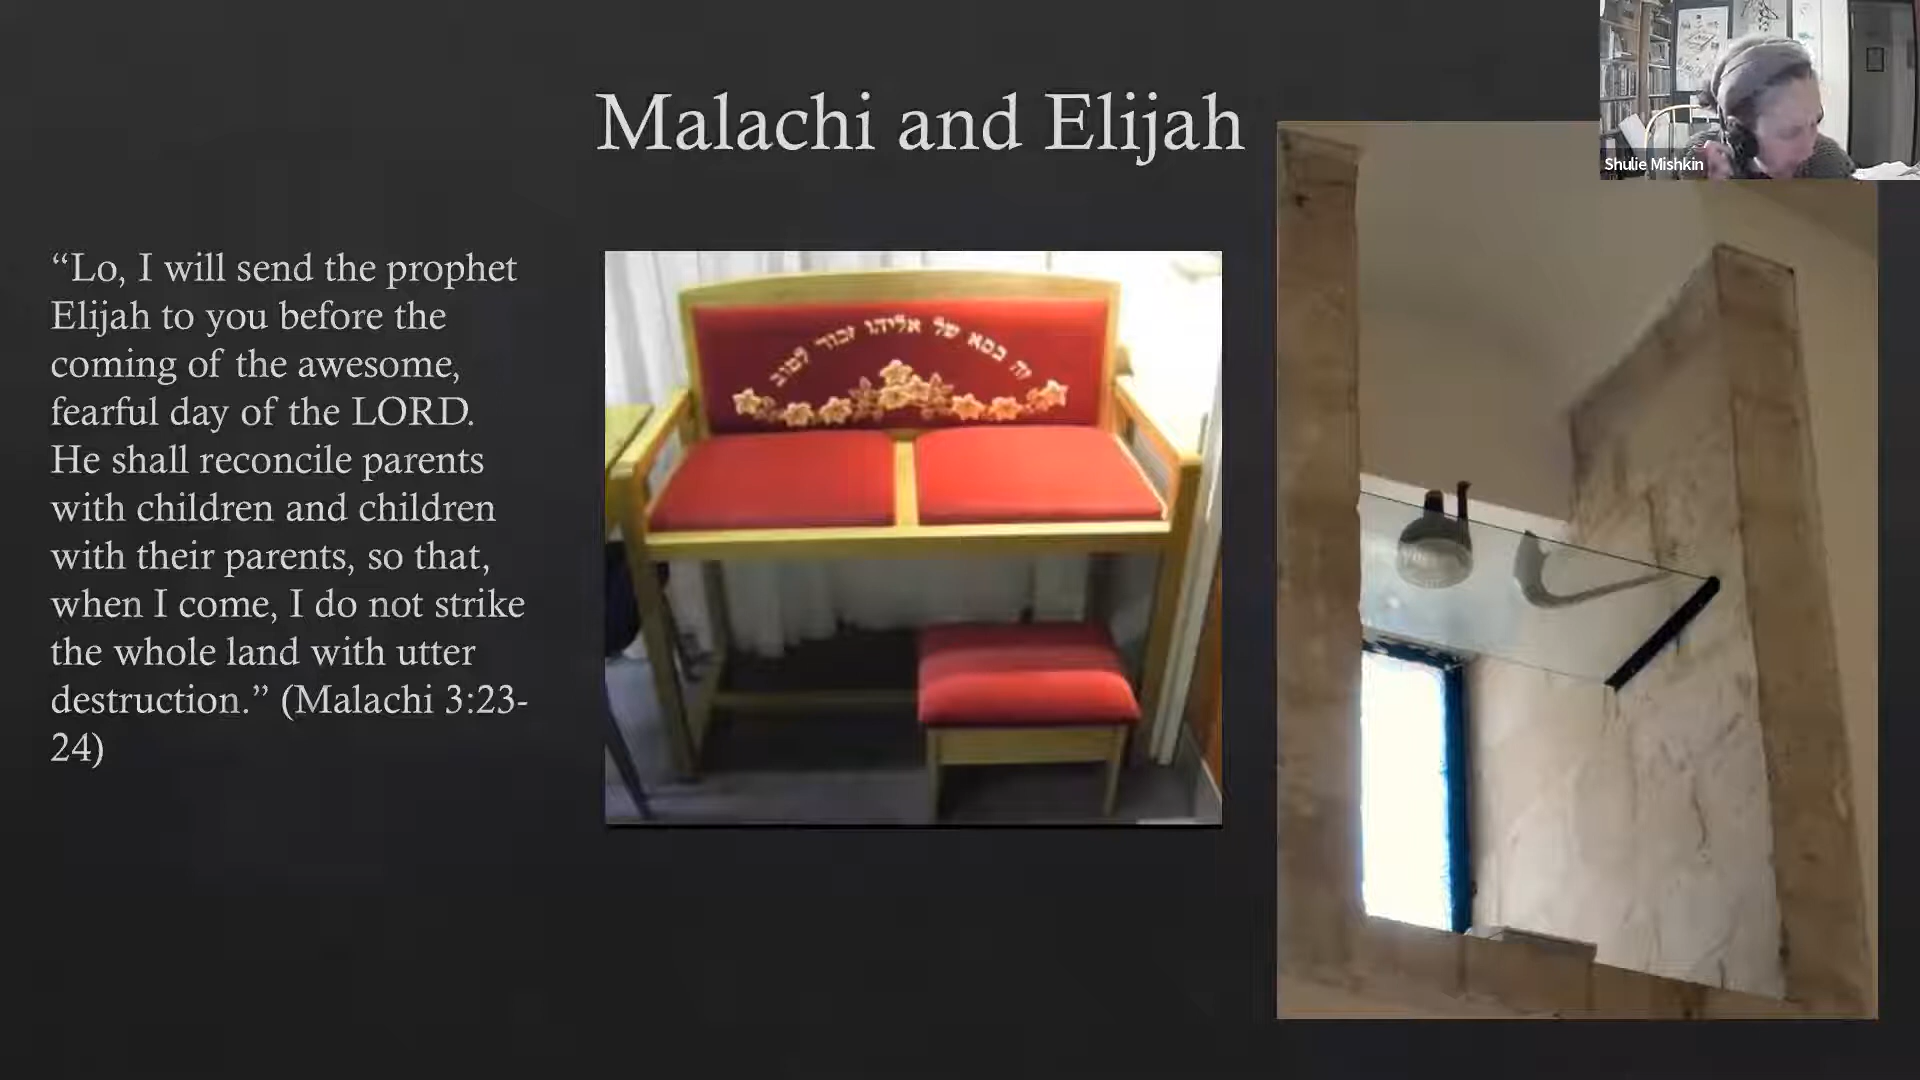 Malachi and Elijah
Shulie Mishkin
“Lo, I will send the prophet
Elijah to you before the
coming of the awesome,
fearful day of the LORD.
He shall reconcile parents
with children and children
with their parents, so that,
when I come, I do not strike
the whole land with utter
destruction.” (Malachi 3:23-
24)
זה כסא של אליהו זכור לטוב